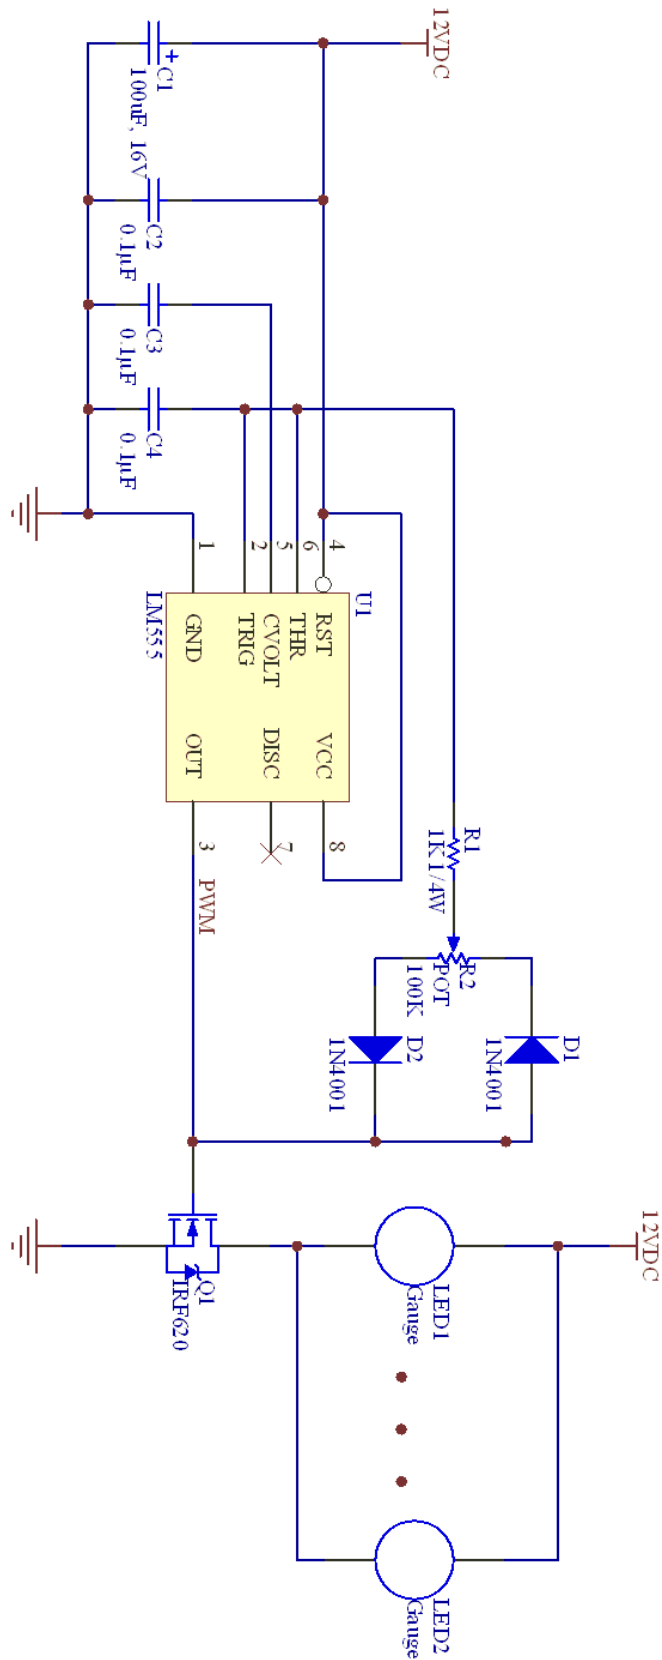 12VDC
C1
100uF, 16V
C2
0.1µF
C3
0.1µF
C4
0.1µF
1
2
5
6
4
U1
LM555
GND
TRIG
CVOLT
THR
RST
OUT
DISC
VCC
3
7
8
PWM
R1
1K 1/4W
R2
POT
100K
D1
1N4001
D2
1N4001
Q1
IRF620
12VDC
LED1
Gauge
LED2
Gauge